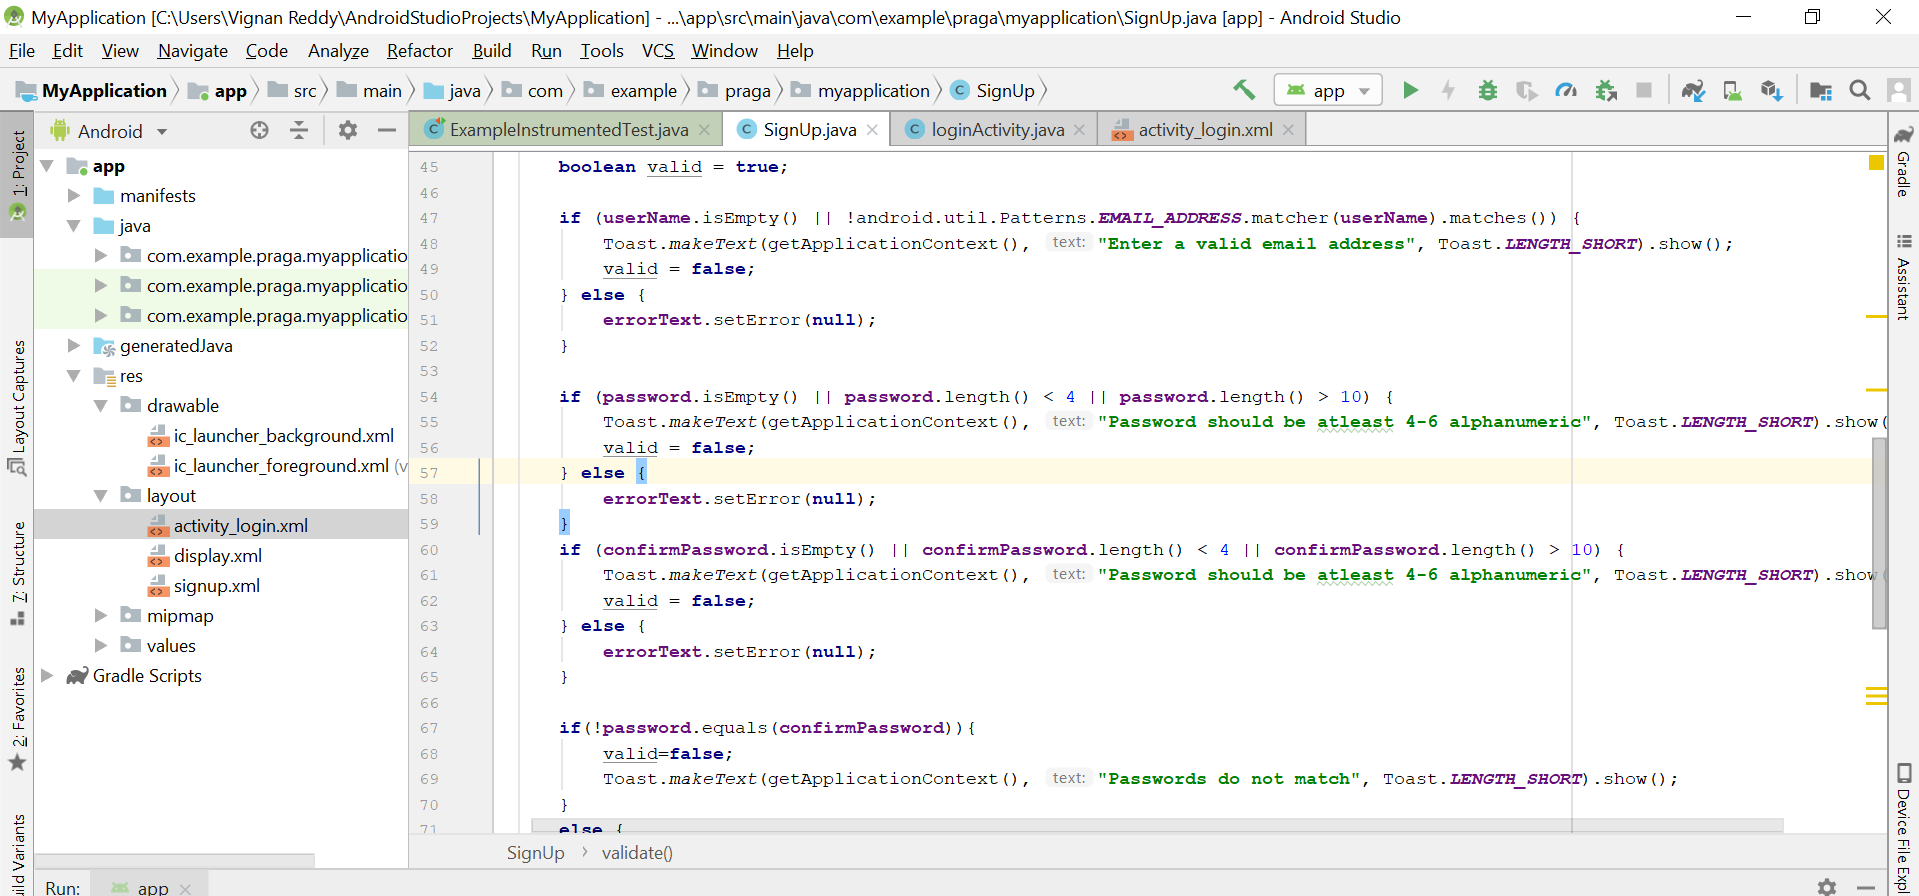 MyApplication [C:\Users\Vignan Reddy\AndroidStudioProjects\MyApplication] - ...\app\src\main\java\com\example\praga\myapplication\SignUp.java [app] - Android Studio
File Edit View Navigate Code Analyze Refactor Build Run Tools VCS Window Help
MyApplication app src main java com example praga myapplication SignUp app
Android
ExampleInstrumentedTest.java SignUp.java loginActivity.java activity_login.xml
1: Project
Layout Captures
7: Structure
2: Favorites
ild Variants
app
manifests
java
com.example.praga.myapplicatio
com.example.praga.myapplicatio
com.example.praga.myapplicatio
generatedJava
res
drawable
ic_launcher_background.xml
ic_launcher_foreground.xml (v
layout
activity_login.xml
display.xml
signup.xml
mipmap
values
Gradle Scripts
45 boolean valid = true;
46
47 if (userName.isEmpty() || !android.util.Patterns.EMAIL_ADDRESS.matcher(userName).matches()) {
48 Toast.makeText(getApplicationContext(), text: "Enter a valid email address", Toast.LENGTH_SHORT).show();
49 valid = false;
50 } else {
51 errorText.setError(null);
52 }
53
54 if (password.isEmpty() || password.length() < 4 || password.length() > 10) {
55 Toast.makeText(getApplicationContext(), text: "Password should be atleast 4-6 alphanumeric", Toast.LENGTH_SHORT).show(
56 valid = false;
57 } else {
58 errorText.setError(null);
59 }
60 if (confirmPassword.isEmpty() || confirmPassword.length() < 4 || confirmPassword.length() > 10) {
61 Toast.makeText(getApplicationContext(), text: "Password should be atleast 4-6 alphanumeric", Toast.LENGTH_SHORT).show(
62 valid = false;
63 } else {
64 errorText.setError(null);
65 }
66
67 if(!password.equals(confirmPassword)){
68 valid=false;
69 Toast.makeText(getApplicationContext(), text: "Passwords do not match", Toast.LENGTH_SHORT).show();
70 }
71 else {
SignUp validate()
Gradle
Assistant
Device File Expl
Run: app